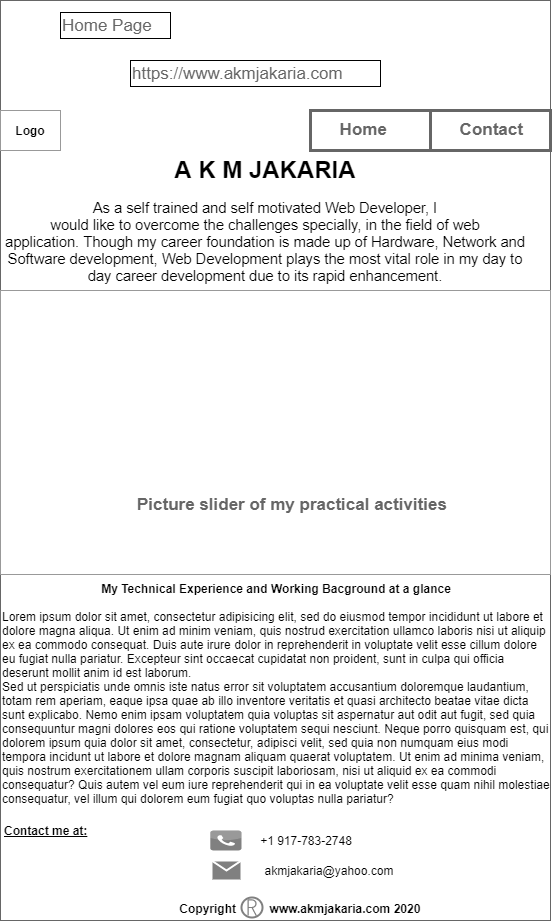 Home Page
https://www.akmjakaria.com
Logo
Home
Contact
A K M JAKARIA
As a self trained and self motivated Web Developer, I
would like to overcome the challenges specially, in the field of web
application. Though my career foundation is made up of Hardware, Network and
Software development, Web Development plays the most vital role in my day to
day career development due to its rapid enhancement.
Picture slider of my practical activities
My Technical Experience and Working Bacground at a glance
Lorem ipsum dolor sit amet, consectetur adipisicing elit, sed do eiusmod tempor incididunt ut labore et
dolore magna aliqua. Ut enim ad minim veniam, quis nostrud exercitation ullamco laboris nisi ut aliquip
ex ea commodo consequat. Duis aute irure dolor in reprehenderit in voluptate velit esse cillum dolore
eu fugiat nulla pariatur. Excepteur sint occaecat cupidatat non proident, sunt in culpa qui officia
deserunt mollit anim id est laborum.
Sed ut perspiciatis unde omnis iste natus error sit voluptatem accusantium doloremque laudantium,
totam rem aperiam, eaque ipsa quae ab illo inventore veritatis et quasi architecto beatae vitae dicta
sunt explicabo. Nemo enim ipsam voluptatem quia voluptas sit aspernatur aut odit aut fugit, sed quia
consequuntur magni dolores eos qui ratione voluptatem sequi nesciunt. Neque porro quisquam est, qui
dolorem ipsum quia dolor sit amet, consectetur, adipisci velit, sed quia non numquam eius modi
tempora incidunt ut labore et dolore magnam aliquam quaerat voluptatem. Ut enim ad minima veniam,
quis nostrum exercitationem ullam corporis suscipit laboriosam, nisi ut aliquid ex ea commodi
consequatur? Quis autem vel eum iure reprehenderit qui in ea voluptate velit esse quam nihil molestiae
consequatur, vel illum qui dolorem eum fugiat quo voluptas nulla pariatur?
Contact me at:
+1 917-783-2748
akmjakaria@yahoo.com
Copyright ® www.akmjakaria.com 2020